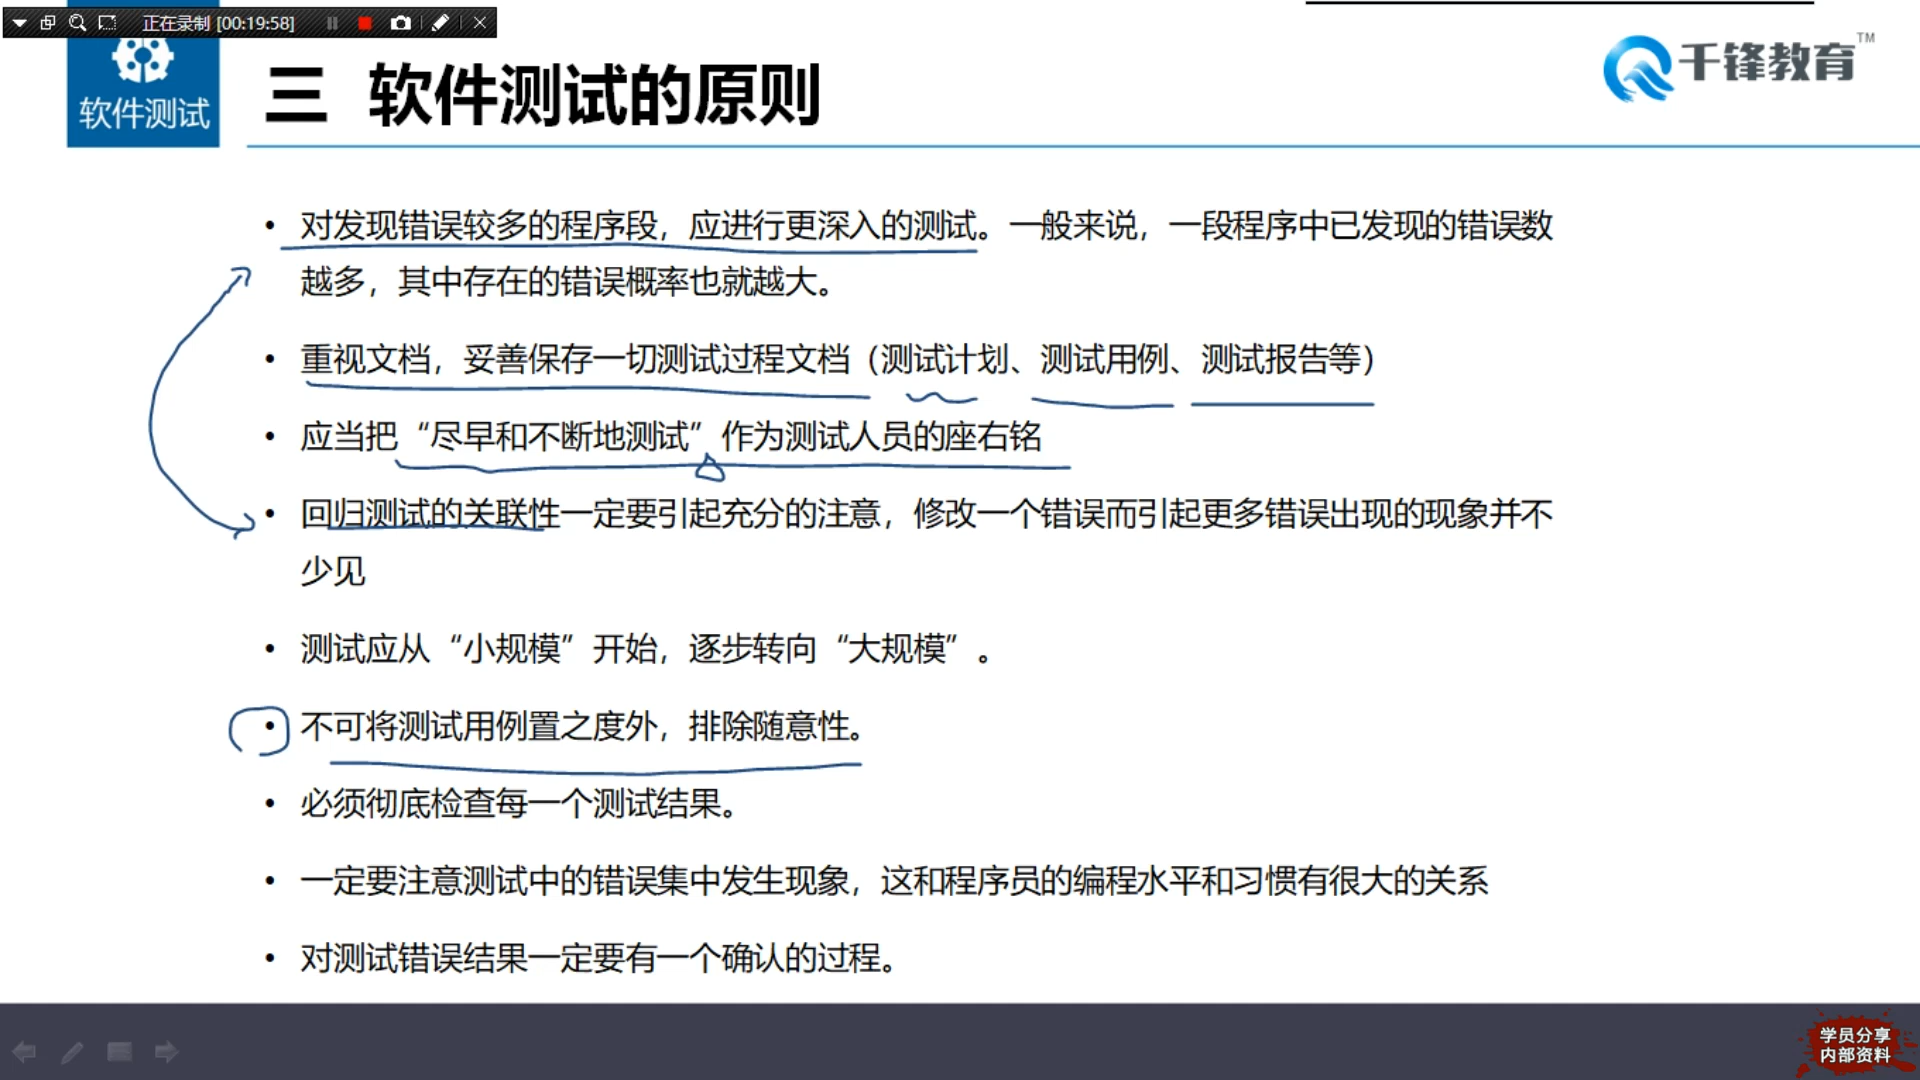 正在录制 [00:19:58]
软件测试
三 软件测试的原则
千锋教育™
• 对发现错误较多的程序段，应进行更深入的测试。一般来说，一段程序中已发现的错误数
越多，其中存在的错误概率也就越大。
• 重视文档，妥善保存一切测试过程文档（测试计划、测试用例、测试报告等）
• 应当把“尽早和不断地测试”作为测试人员的座右铭
• 回归测试的关联性一定要引起充分的注意，修改一个错误而引起更多错误出现的现象并不
少见
• 测试应从“小规模”开始，逐步转向“大规模”。
• 不可将测试用例置之度外，排除随意性。
• 必须彻底检查每一个测试结果。
• 一定要注意测试中的错误集中发生现象，这和程序员的编程水平和习惯有很大的关系
• 对测试错误结果一定要有一个确认的过程。
学员分享
内部资料